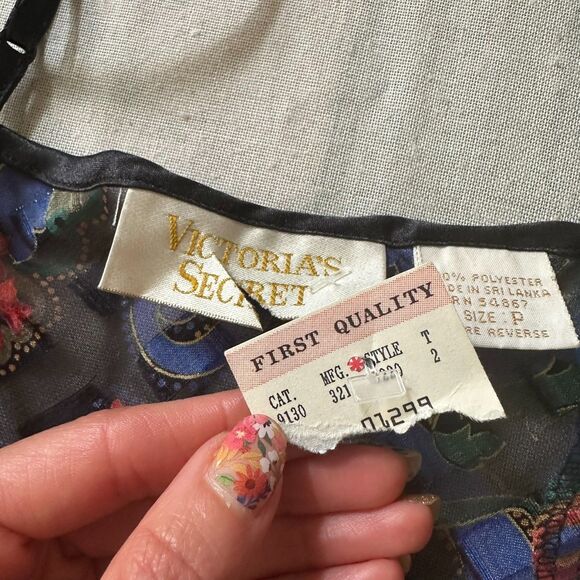 VICTORIA'S
SECRET
0% POLYESTER
DE IN SRI LANKA
RN 54867
SIZE : P
RE REVERSE
FIRST QUALITY
CAT. MFG. STYLE T
9130 321 2
01299